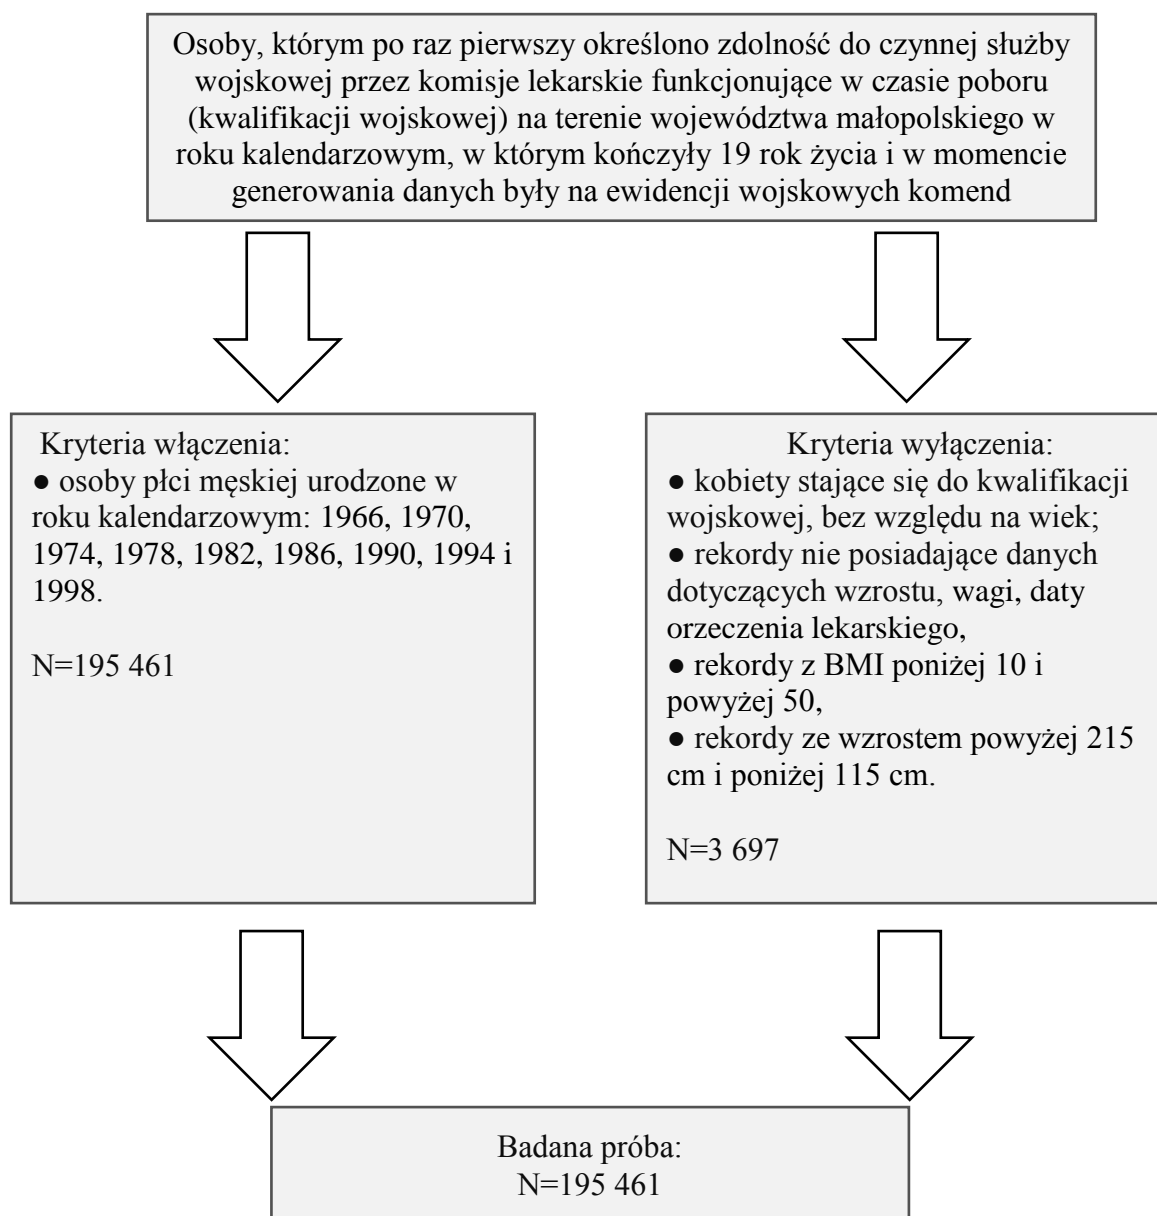 Osoby, którym po raz pierwszy określono zdolność do czynnej służby
wojskowej przez komisje lekarskie funkcjonujące w czasie poboru
(kwalifikacji wojskowej) na terenie województwa małopolskiego w
roku kalendarzowym, w którym kończyły 19 rok życia i w momencie
generowania danych były na ewidencji wojskowych komend
Kryteria włączenia:
● osoby płci męskiej urodzone w
roku kalendarzowym: 1966, 1970,
1974, 1978, 1982, 1986, 1990, 1994 i
1998.
N=195 461
Kryteria wyłączenia:
● kobiety stające się do kwalifikacji
wojskowej, bez względu na wiek;
● rekordy nie posiadające danych
dotyczących wzrostu, wagi, daty
orzeczenia lekarskiego,
● rekordy z BMI poniżej 10 i
powyżej 50,
● rekordy ze wzrostem powyżej 215
cm i poniżej 115 cm.
N=3 697
Badana próba:
N=195 461